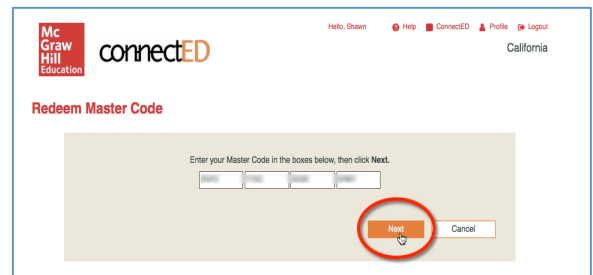 Hello, Shawn Help ConnectED Profile Logout
Mc
Graw
Hill
Education
connectED
California
Redeem Master Code
Enter your Master Code in the boxes below, then click Next.
Next Cancel